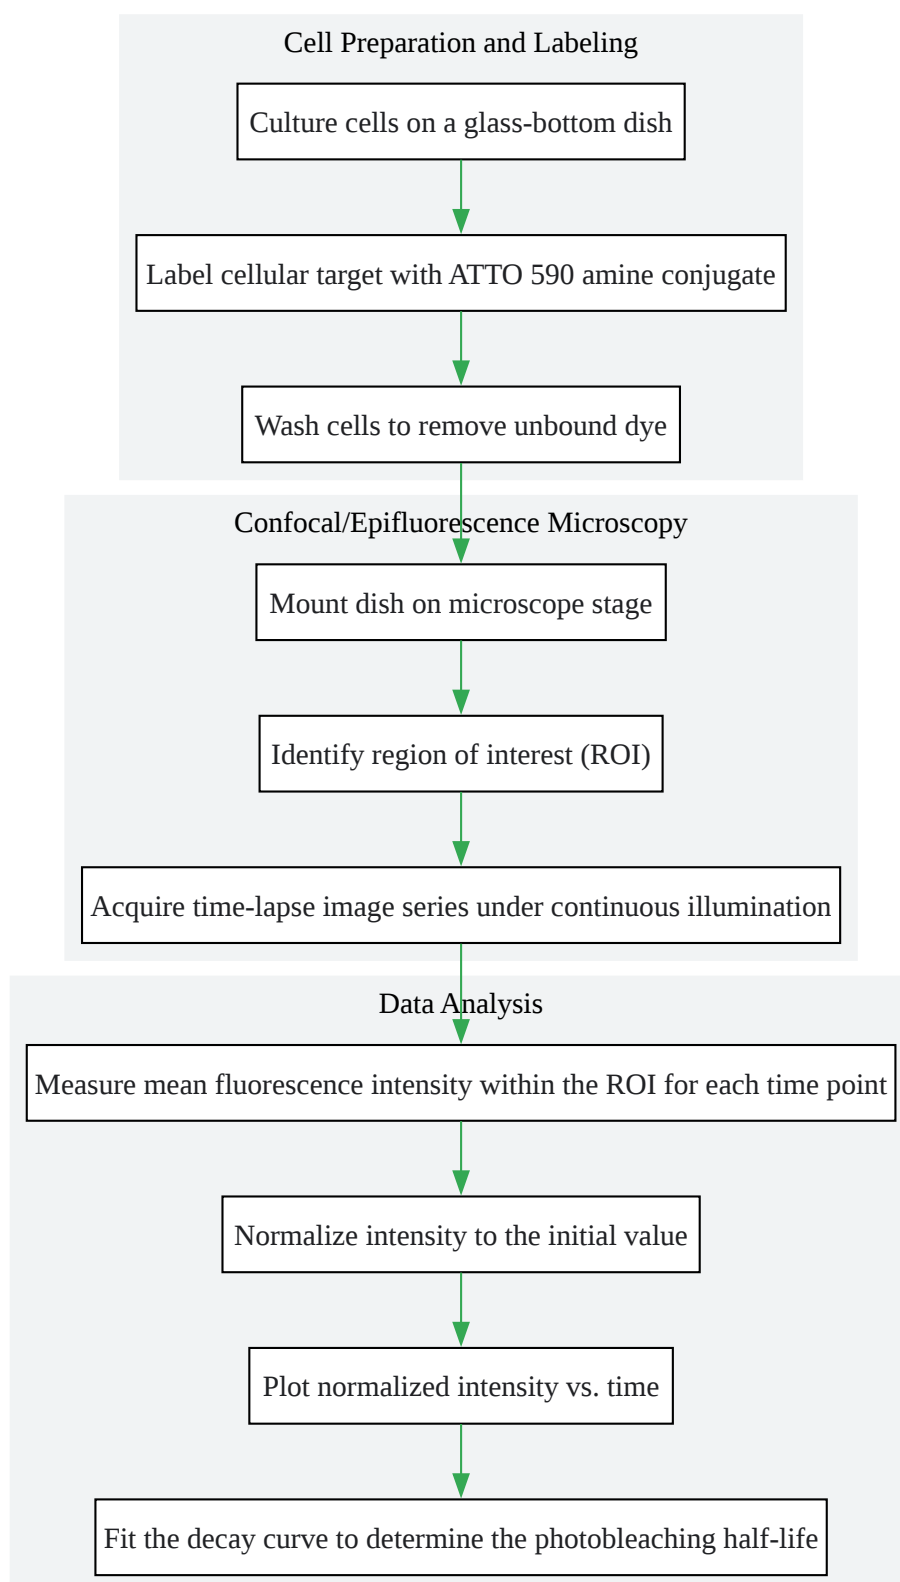 Cell Preparation and Labeling
Culture cells on a glass-bottom dish
Label cellular target with ATTO 590 amine conjugate
Wash cells to remove unbound dye
Confocal/Epifluorescence Microscopy
Mount dish on microscope stage
Identify region of interest (ROI)
Acquire time-lapse image series under continuous illumination
Data Analysis
Measure mean fluorescence intensity within the ROI for each time point
Normalize intensity to the initial value
Plot normalized intensity vs. time
Fit the decay curve to determine the photobleaching half-life